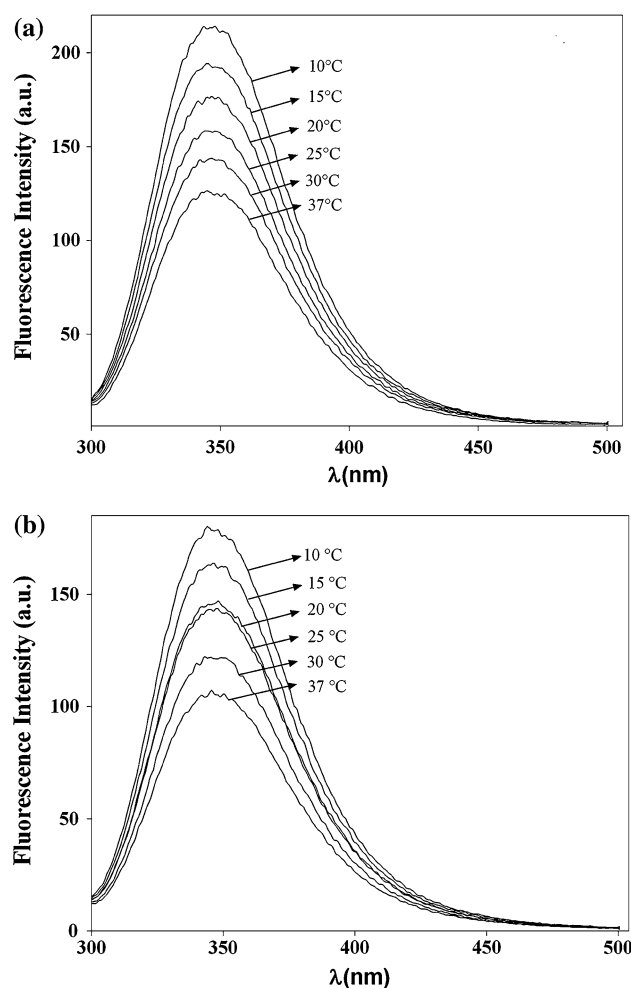 (a)
Fluorescence Intensity (a.u.)
200
150
100
50
10°C
15°C
20°C
25°C
30°C
37°C
300
350
400
450
500
λ(nm)
(b)
Fluorescence Intensity (a.u.)
150
100
50
0
10 °C
15 °C
20 °C
25 °C
30 °C
37 °C
300
350
400
450
500
λ(nm)